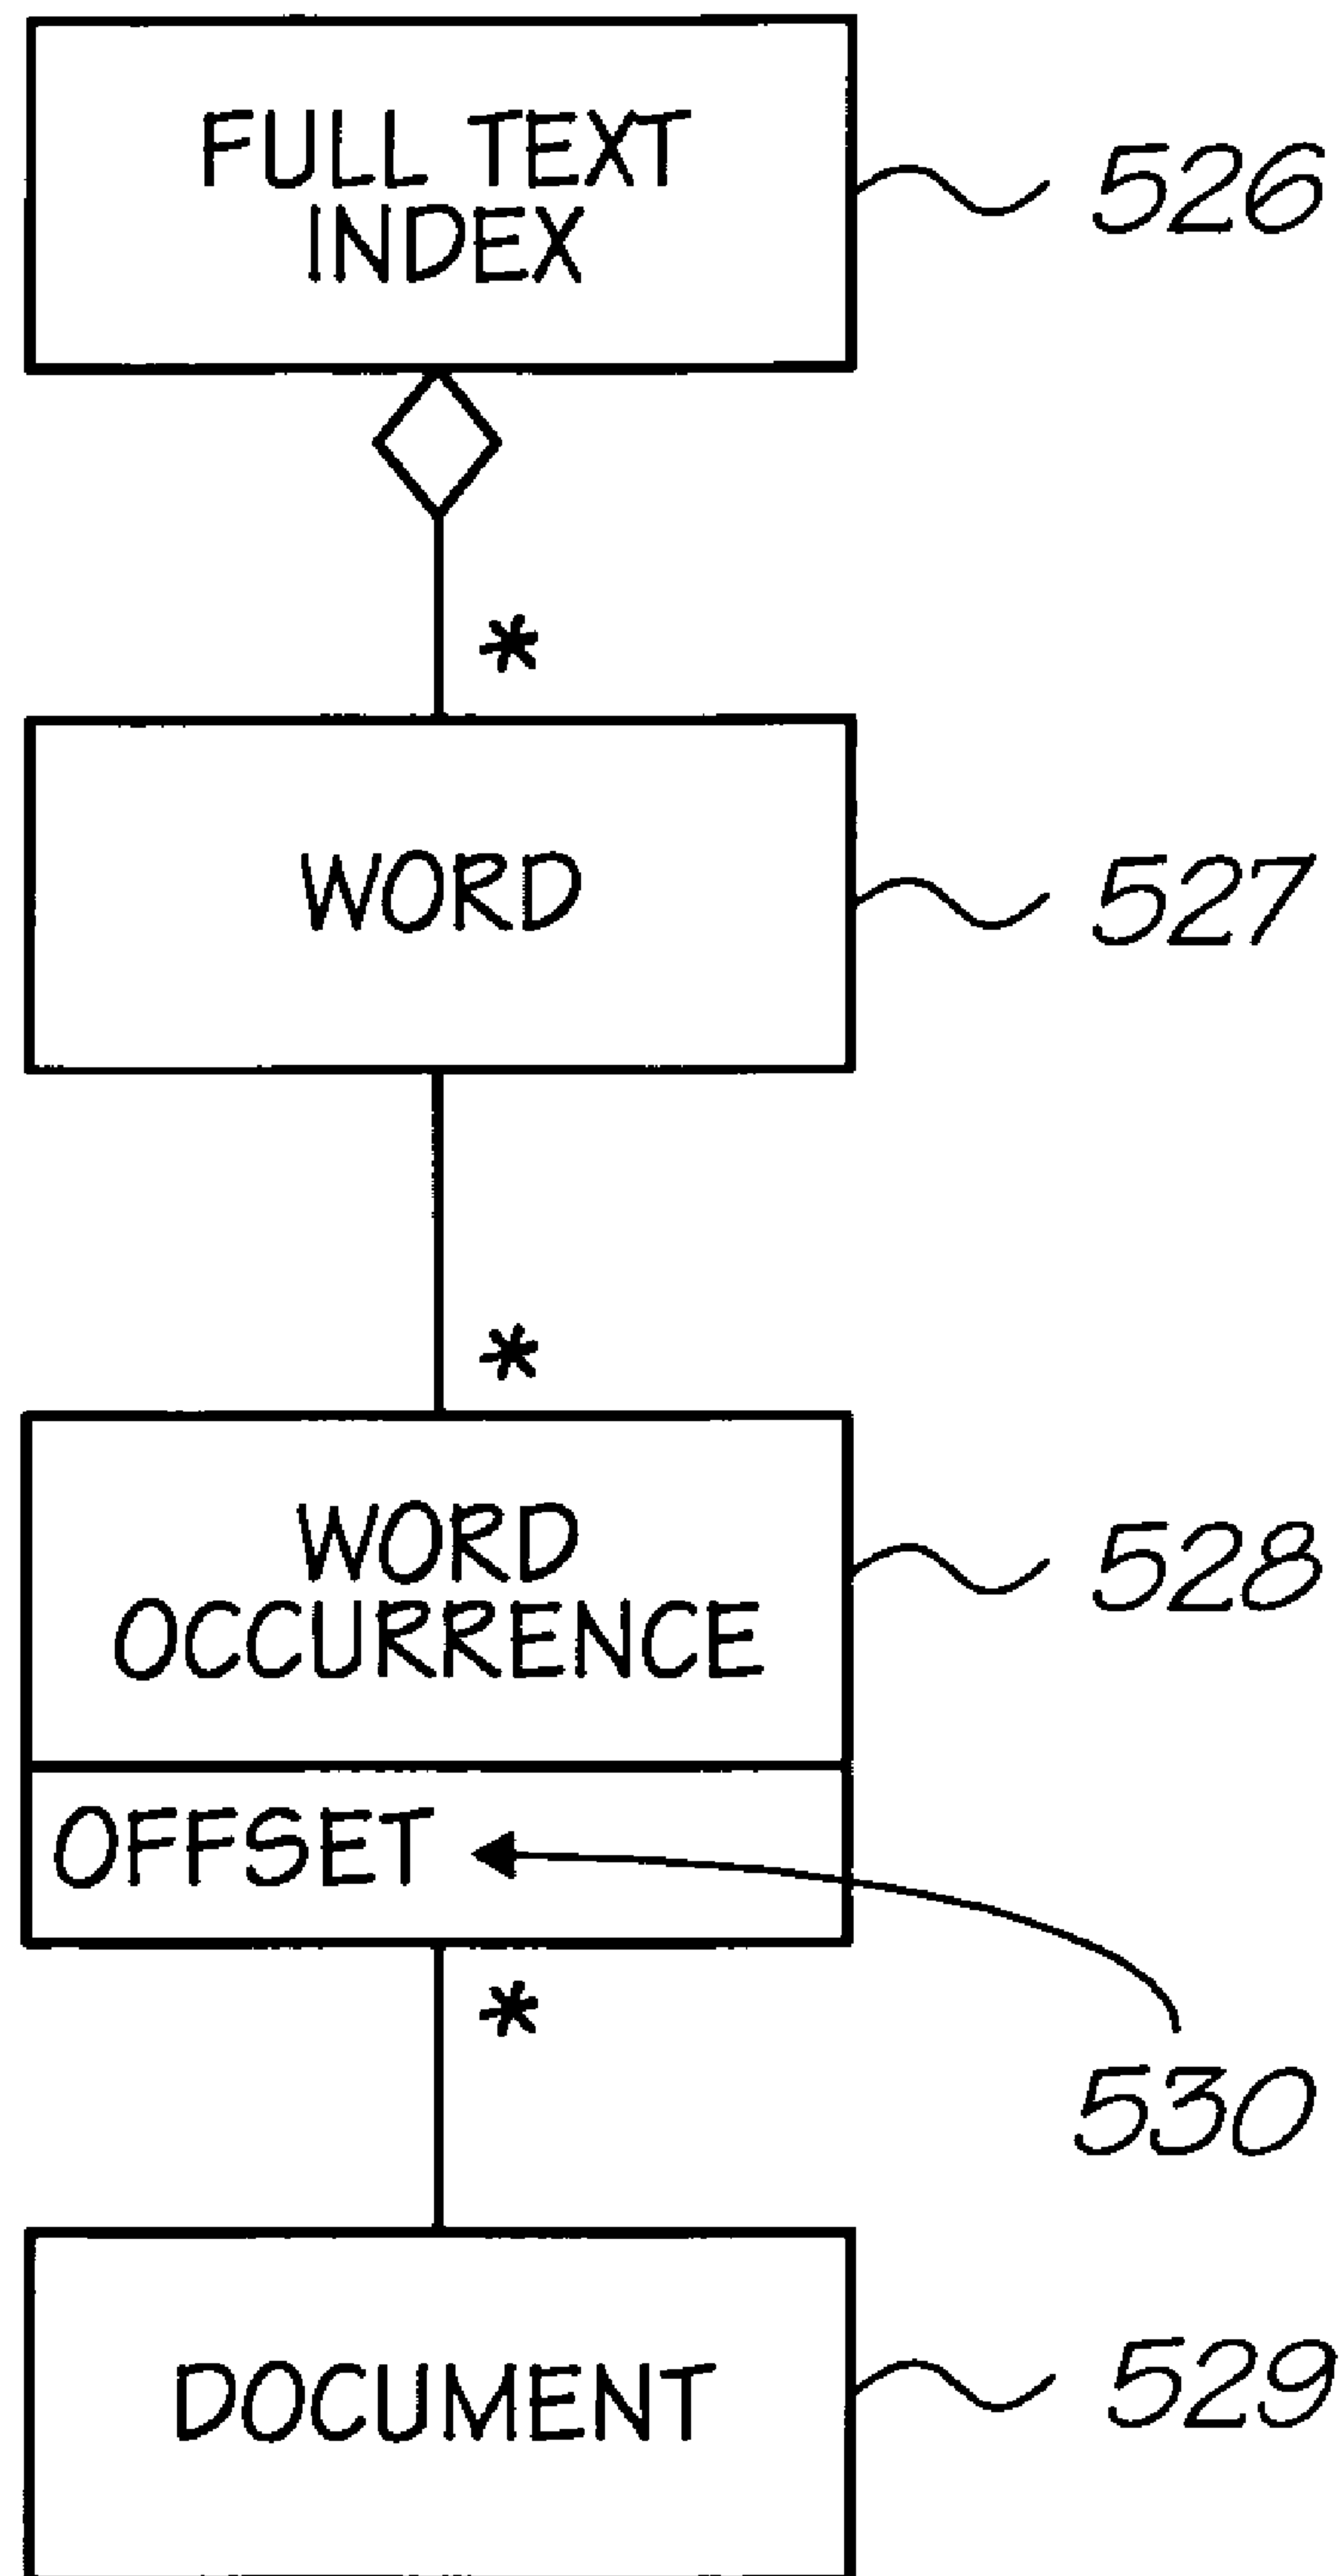 FULL TEXT
INDEX
526
*
WORD
527
*
WORD
OCCURRENCE
528
OFFSET
*
530
DOCUMENT
529